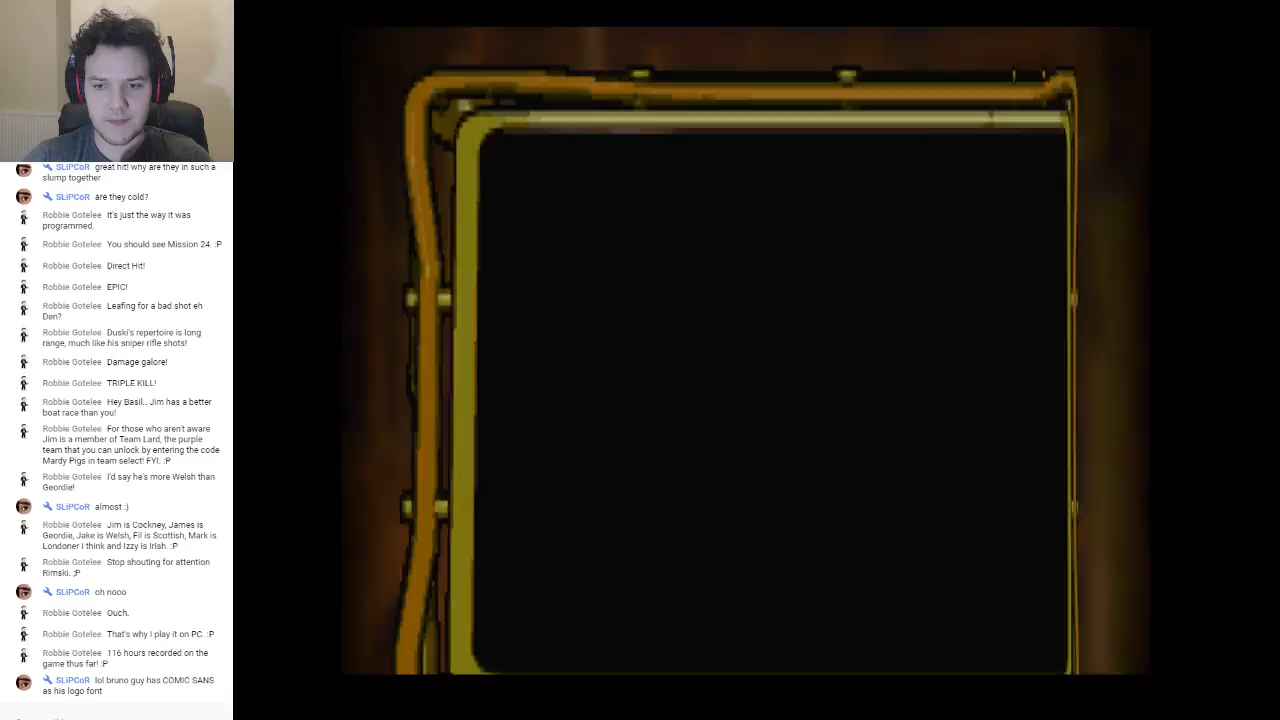 SLiPCoR great hit! why are they in such a
slump together
SLiPCoR are they cold?
Robbie Gotelee It's just the way it was
programmed.
Robbie Gotelee You should see Mission 24. :P
Robbie Gotelee Direct Hit!
Robbie Gotelee EPIC!
Robbie Gotelee Leafing for a bad shot eh
Den?
Robbie Gotelee Duski's repertoire is long
range, much like his sniper rifle shots!
Robbie Gotelee Damage galore!
Robbie Gotelee TRIPLE KILL!
Robbie Gotelee Hey Basil.. Jim has a better
boat race than you!
Robbie Gotelee For those who aren't aware
Jim is a member of Team Lard, the purple
team that you can unlock by entering the code
Mardy Pigs in team select! FYI. :P
Robbie Gotelee I'd say he's more Welsh than
Geordie!
SLiPCoR almost :)
Robbie Gotelee Jim is Cockney, James is
Geordie, Jake is Welsh, Fil is Scottish, Mark is
Londoner I think and Izzy is Irish. :P
Robbie Gotelee Stop shouting for attention
Rimski. ;P
SLiPCoR oh nooo
Robbie Gotelee Ouch.
Robbie Gotelee That's why I play it on PC. :P
Robbie Gotelee 116 hours recorded on the
game thus far! :P
SLiPCoR lol bruno guy has COMIC SANS
as his logo font